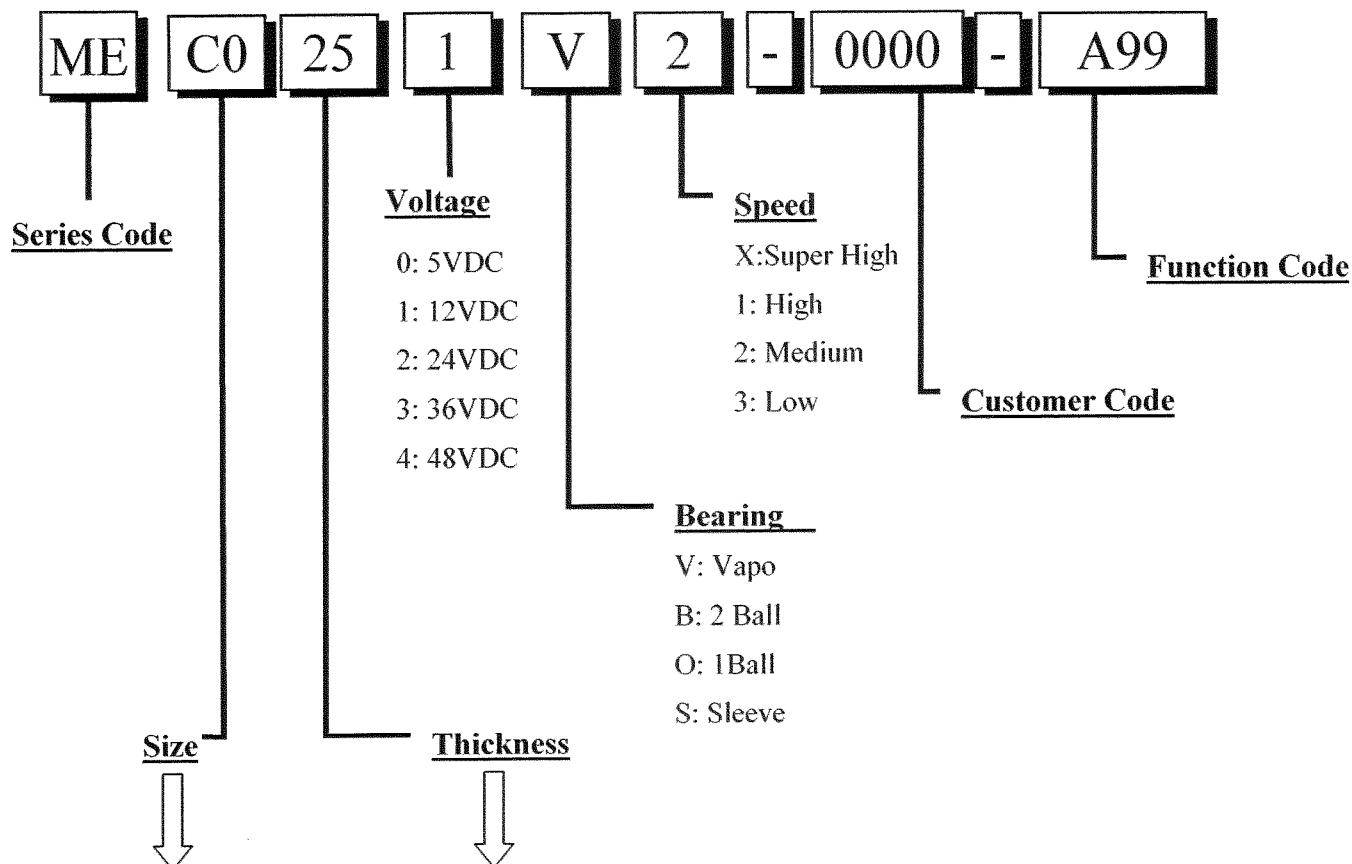 ME C0 25 1 V 2 - 0000 - A99
Series Code
Voltage
0: 5VDC
1: 12VDC
2: 24VDC
3: 36VDC
4: 48VDC
Speed
X:Super High
1: High
2: Medium
3: Low
Function Code
Customer Code
Bearing
V: Vapo
B: 2 Ball
O: 1Ball
S: Sleeve
Size
Thickness